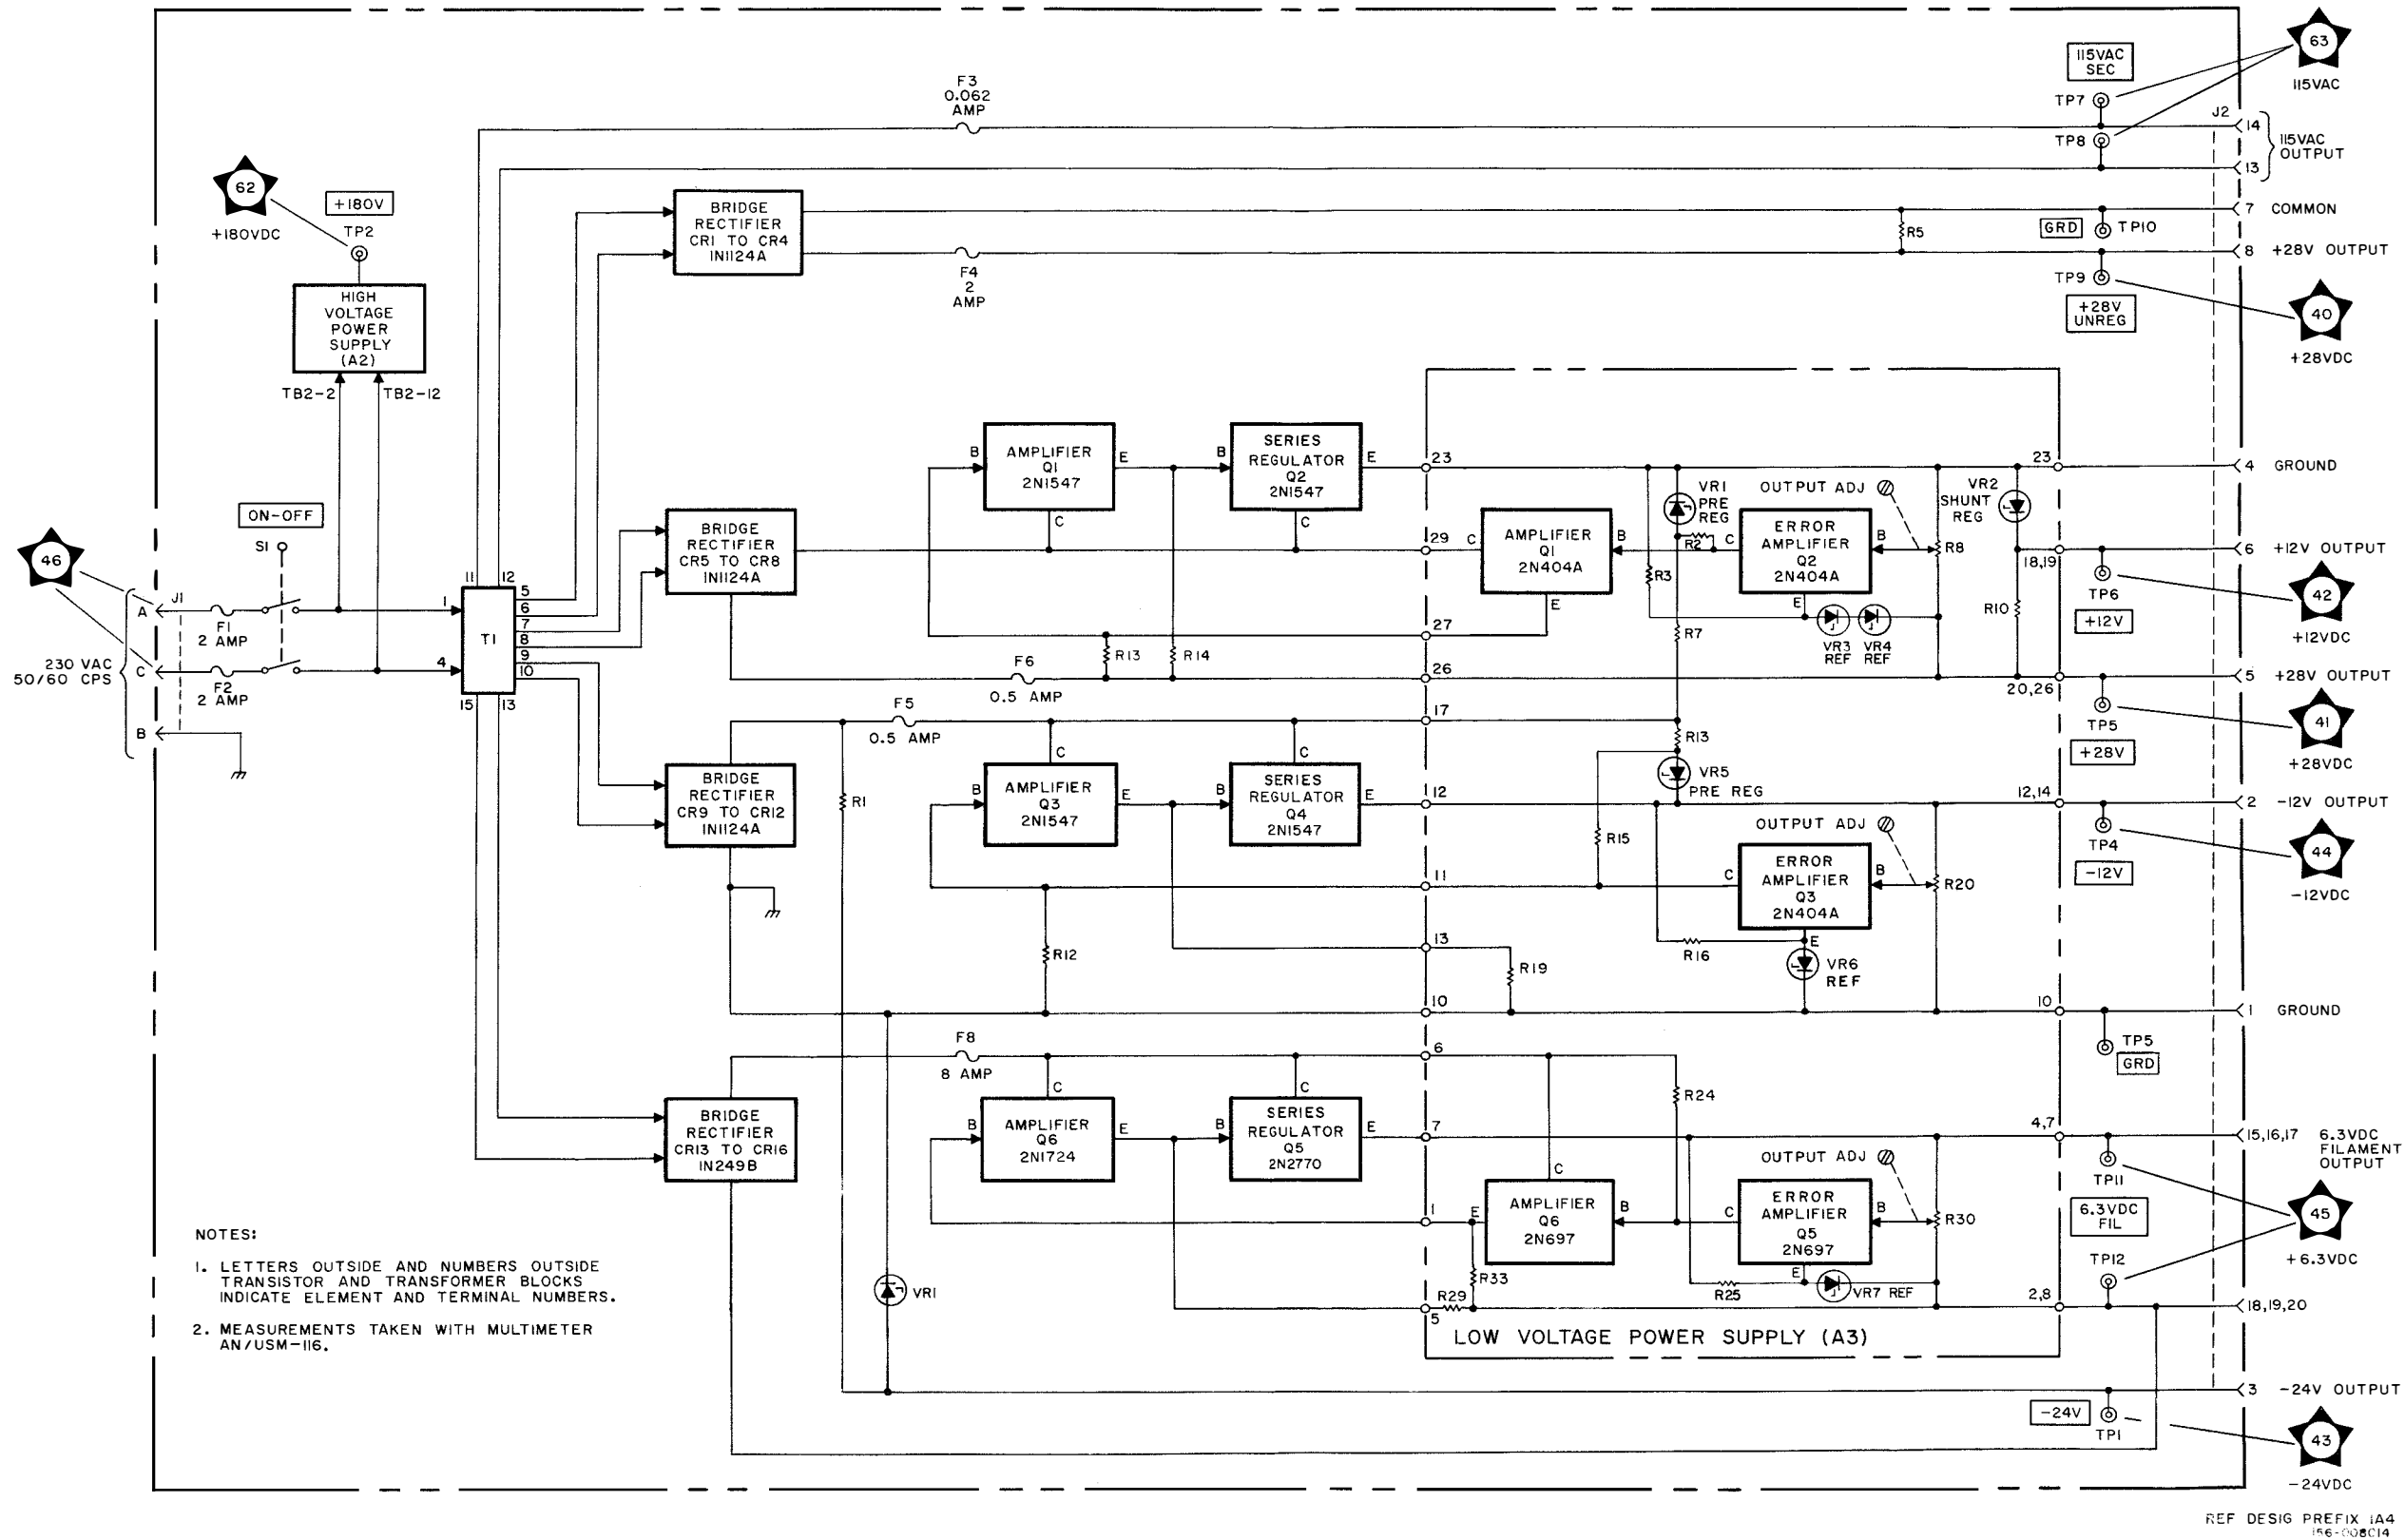 F3
0.062
AMP
115VAC
SEC
TP7
63
115VAC
J2
14
TP8
115VAC
OUTPUT
13
62
+180VDC
+180V
TP2
BRIDGE
RECTIFIER
CR1 TO CR4
1N1124A
7 COMMON
R5
GRD
TP10
8 +28V OUTPUT
F4
2
AMP
TP9
+28V
UNREG
40
+28VDC
HIGH
VOLTAGE
POWER
SUPPLY
(A2)
TB2-2
TB2-12
B
AMPLIFIER
Q1
2N1547
E
C
B
SERIES
REGULATOR
Q2
2N1547
E
C
23
23
4 GROUND
VR1
PRE
REG
OUTPUT ADJ
VR2
SHUNT
REG
ON-OFF
S1
BRIDGE
RECTIFIER
CR5 TO CR8
1N1124A
29
C
AMPLIFIER
Q1
2N404A
B
E
R2
C
ERROR
AMPLIFIER
Q2
2N404A
B
E
R8
R3
18,19
6 +12V OUTPUT
TP6
+12V
42
+12VDC
46
J1
A
F1
2 AMP
1
11
12
5
6
7
8
9
10
T1
230 VAC
50/60 CPS
C
F2
2 AMP
4
15
13
B
R13
R14
27
R7
VR3
REF
VR4
REF
R10
F6
0.5 AMP
26
20,26
5 +28V OUTPUT
TP5
+28V
41
+28VDC
F5
0.5 AMP
17
R13
BRIDGE
RECTIFIER
CR9 TO CR12
1N1124A
R1
B
AMPLIFIER
Q3
2N1547
E
C
B
SERIES
REGULATOR
Q4
2N1547
E
C
VR5
PRE REG
12
12,14
2 -12V OUTPUT
TP4
-12V
44
-12VDC
R15
OUTPUT ADJ
11
C
ERROR
AMPLIFIER
Q3
2N404A
B
E
R20
R12
13
R19
R16
VR6
REF
10
10
1 GROUND
TP5
GRD
F8
8 AMP
6
R24
BRIDGE
RECTIFIER
CR13 TO CR16
1N249B
B
AMPLIFIER
Q6
2N1724
E
C
B
SERIES
REGULATOR
Q5
2N2770
E
C
7
4,7
15,16,17
6.3VDC
FILAMENT
OUTPUT
OUTPUT ADJ
TP11
6.3VDC
FIL
TP12
45
+6.3VDC
1
E
AMPLIFIER
Q6
2N697
C
B
C
ERROR
AMPLIFIER
Q5
2N697
B
E
R30
R33
R29
5
R25
VR7 REF
2,8
18,19,20
LOW VOLTAGE POWER SUPPLY (A3)
VR1
NOTES:
1. LETTERS OUTSIDE AND NUMBERS OUTSIDE
TRANSISTOR AND TRANSFORMER BLOCKS
INDICATE ELEMENT AND TERMINAL NUMBERS.
2. MEASUREMENTS TAKEN WITH MULTIMETER
AN/USM-116.
3 -24V OUTPUT
-24V
TP1
43
-24VDC
REF DESIG PREFIX 1A4
156-008C14